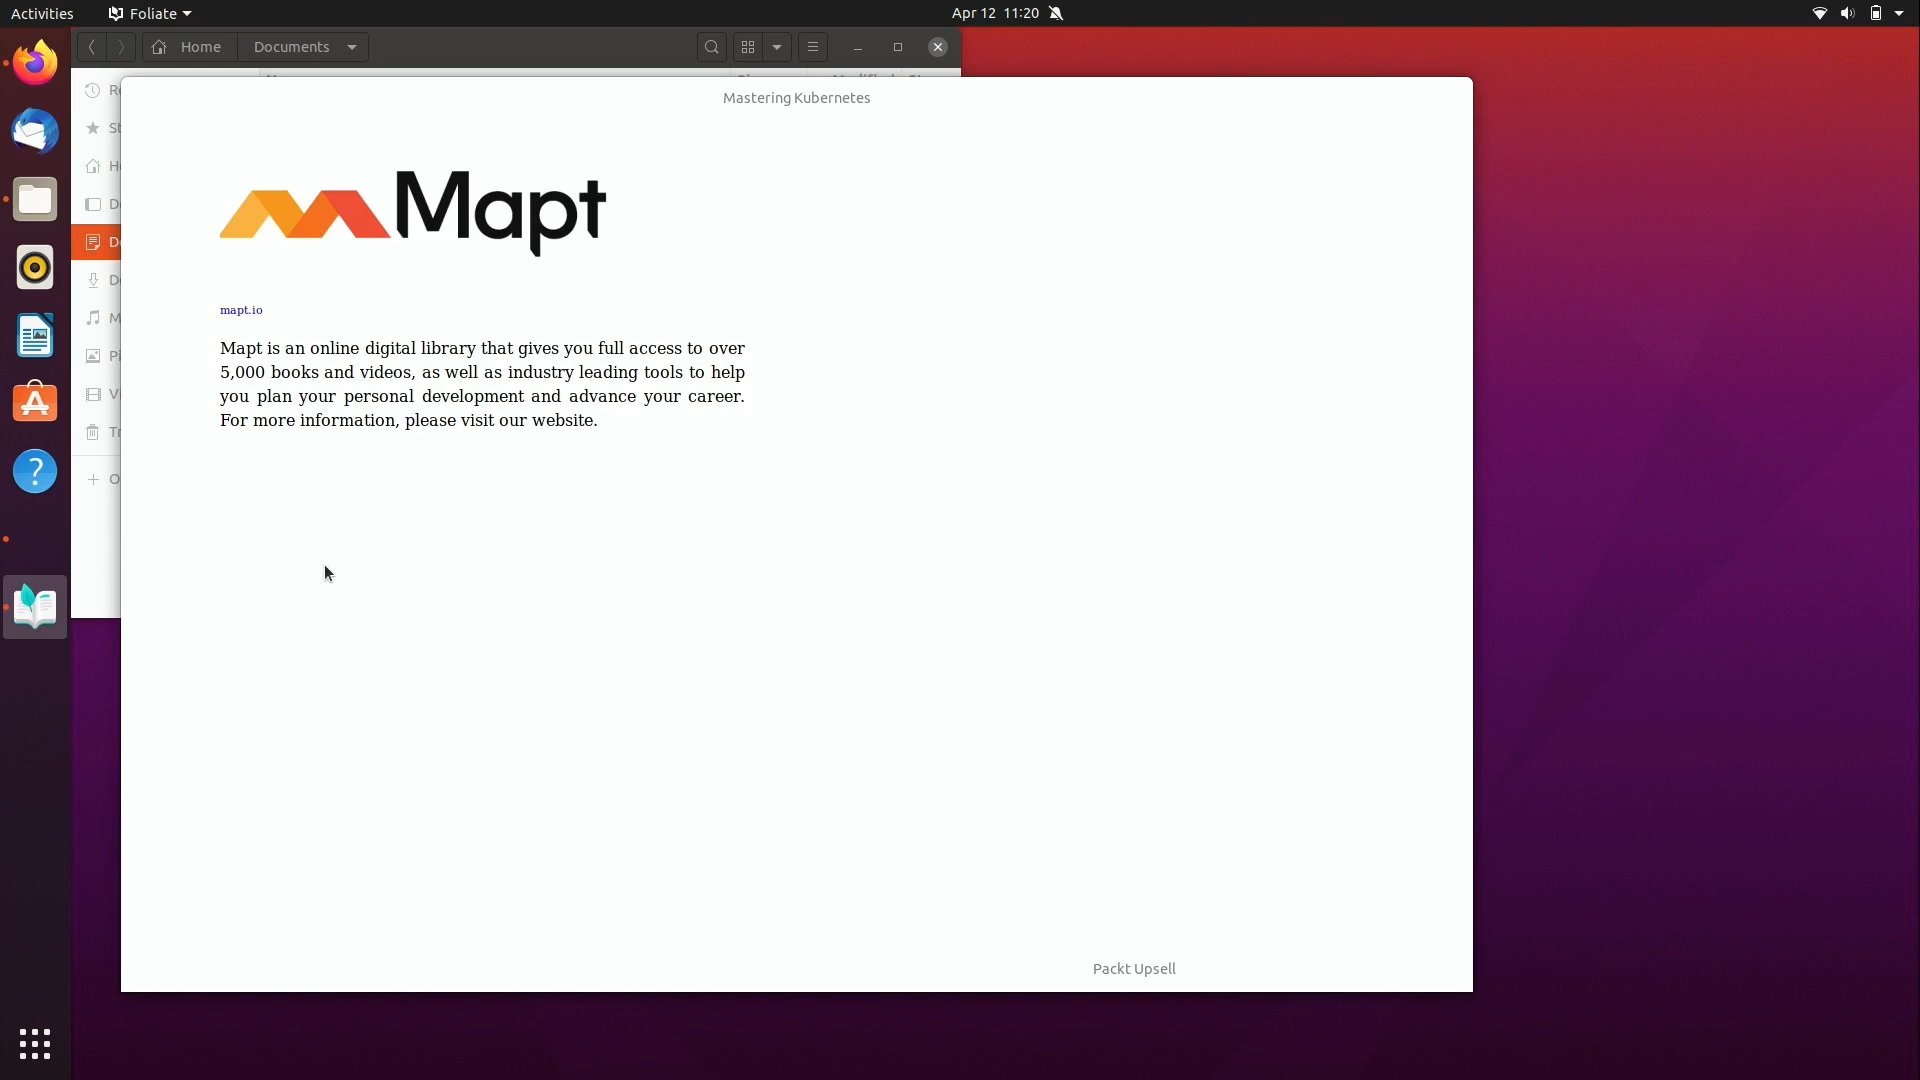 Activities
Foliate
Apr 12 11:20
Home
Documents
Mastering Kubernetes
Mapt
mapt.io
Mapt is an online digital library that gives you full access to over
5,000 books and videos, as well as industry leading tools to help
you plan your personal development and advance your career.
For more information, please visit our website.
Packt Upsell